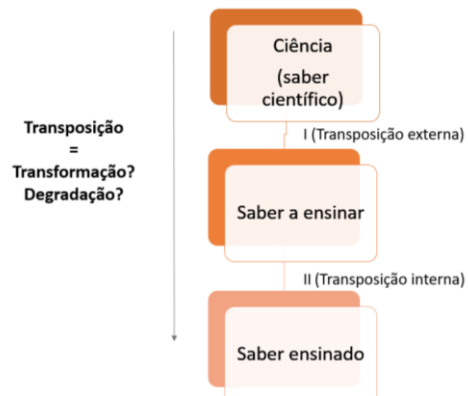 Ciência
(saber
científico)
I (Transposição externa)
Transposição
=
Transformação?
Degradação?
Saber a ensinar
II (Transposição interna)
Saber ensinado